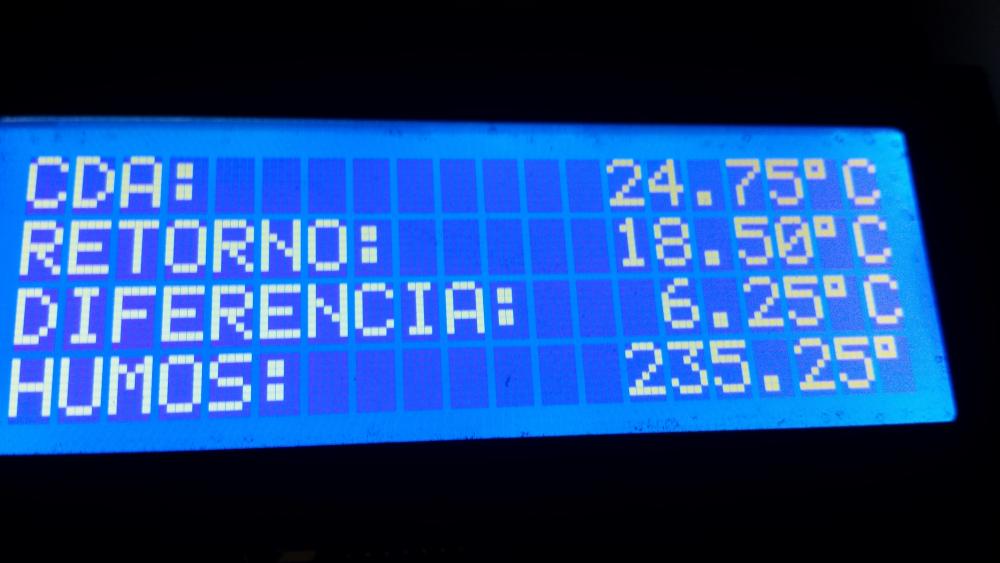 CDA: 24.75°C
RETORNO: 18.50°C
DIFERENCIA: 6.25°C
HUMOS: 235.25°